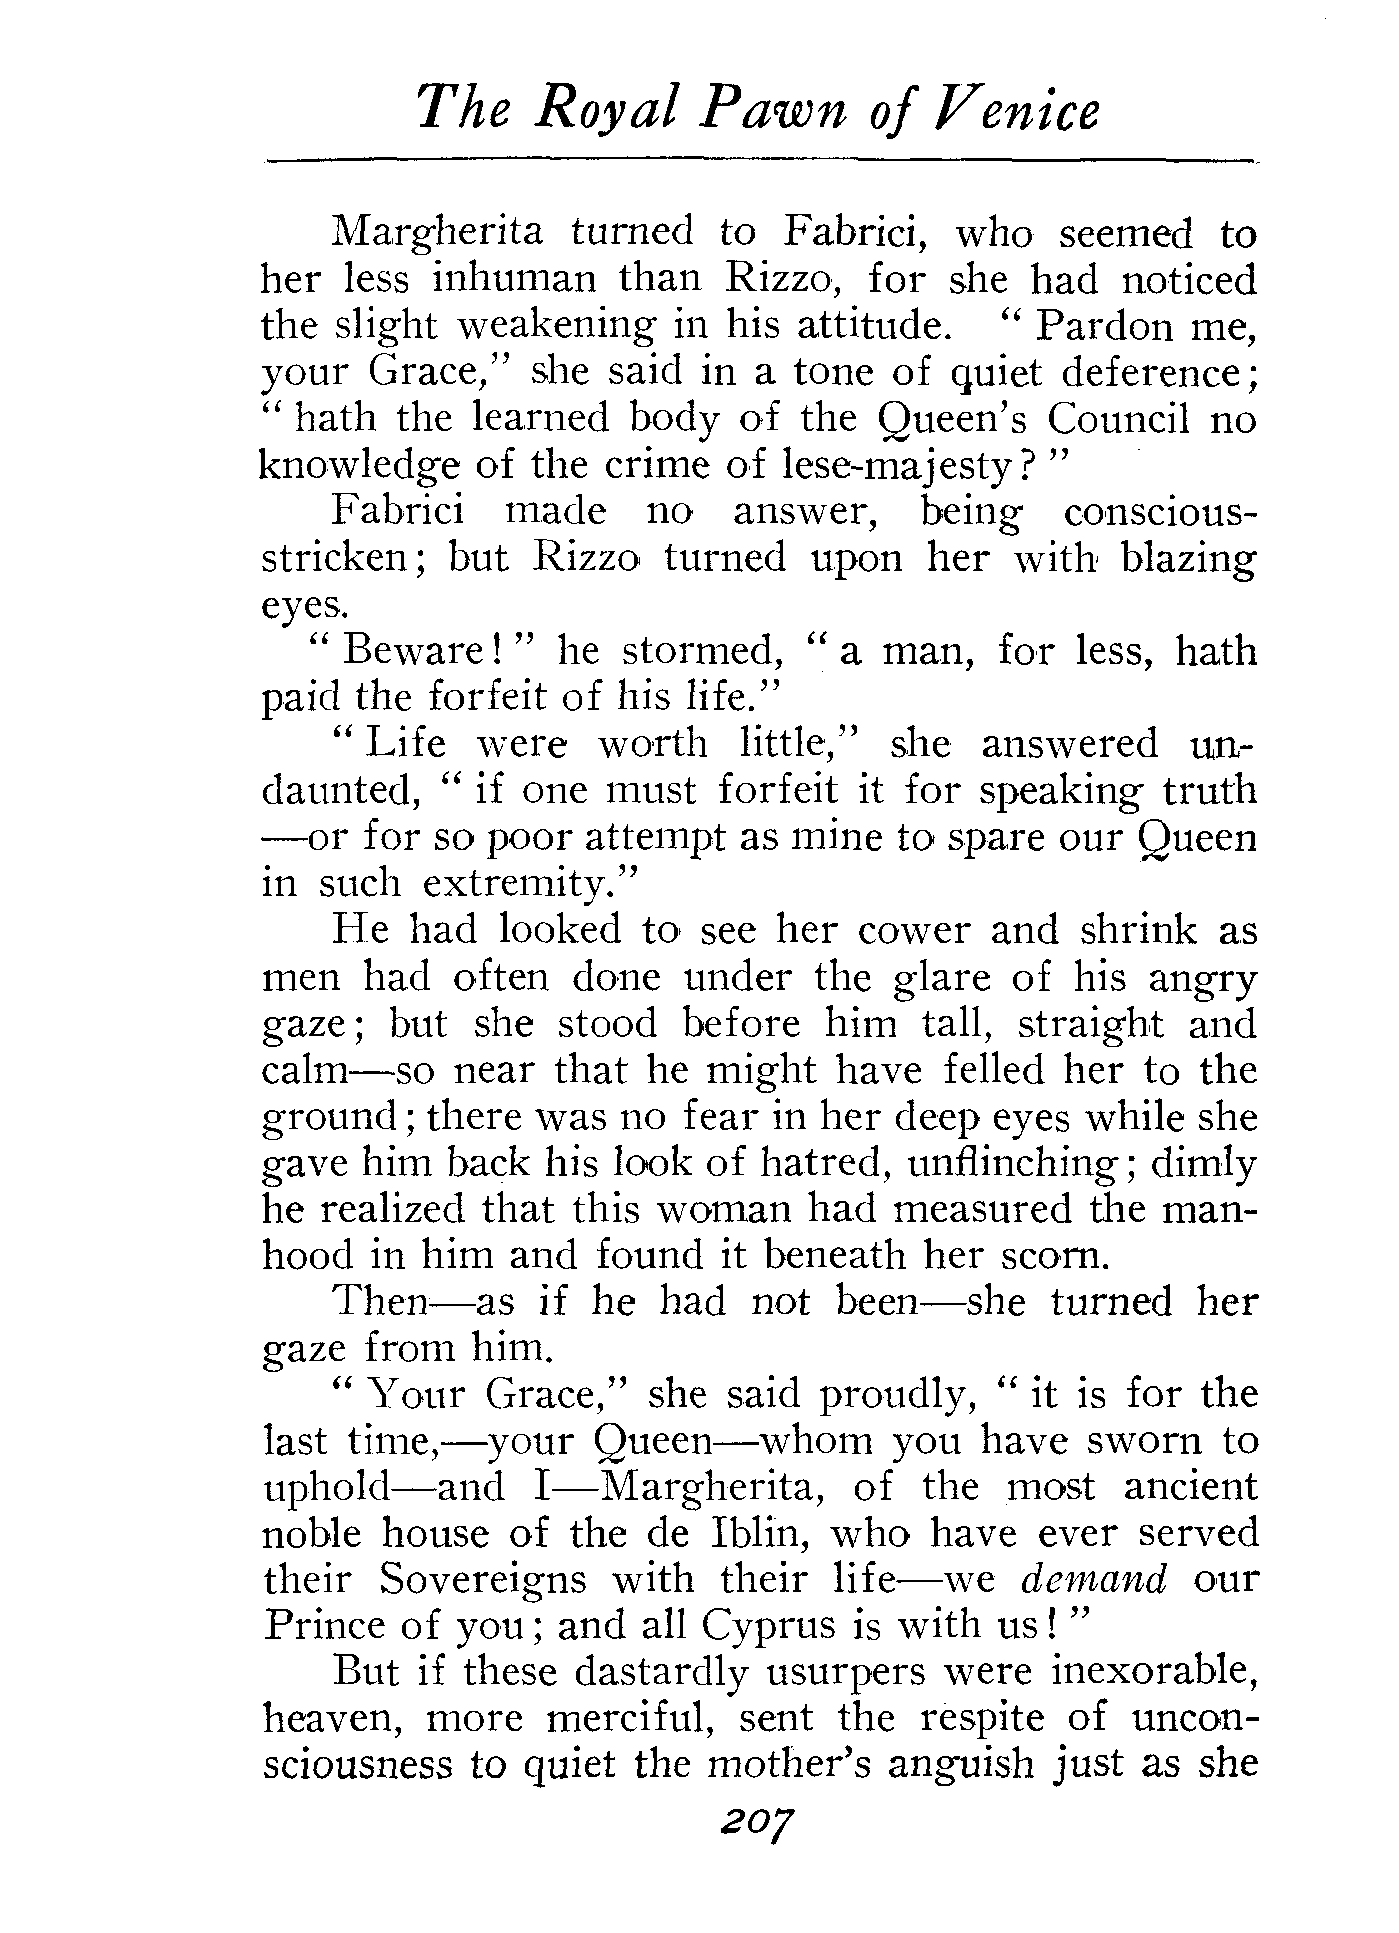 The Royal Pawn of Venice
Margherita turned to Fabrici, who seemed to
her less inhuman than Rizzo, for she had noticed
the slight weakening in his attitude. " Pardon me,
your Grace," she said in a tone of quiet deference;
" hath the learned body of the Queen's Council no
knowledge of the crime of lese-majesty? "
Fabrici made no answer, being conscious-
stricken; but Rizzo turned upon her with blazing
eyes.
" Beware! " he stormed, " a man, for less, hath
paid the forfeit of his life."
" Life were worth little," she answered un-
daunted, " if one must forfeit it for speaking truth
—or for so poor attempt as mine to spare our Queen
in such extremity."
He had looked to see her cower and shrink as
men had often done under the glare of his angry
gaze; but she stood before him tall, straight and
calm—so near that he might have felled her to the
ground; there was no fear in her deep eyes while she
gave him back his look of hatred, unflinching; dimly
he realized that this woman had measured the man-
hood in him and found it beneath her scorn.
Then—as if he had not been—she turned her
gaze from him.
" Your Grace," she said proudly, " it is for the
last time,—your Queen—whom you have sworn to
uphold—and I—Margherita, of the most ancient
noble house of the de Iblin, who have ever served
their Sovereigns with their life—we demand our
Prince of you; and all Cyprus is with us! "
But if these dastardly usurpers were inexorable,
heaven, more merciful, sent the respite of uncon-
sciousness to quiet the mother's anguish just as she
207